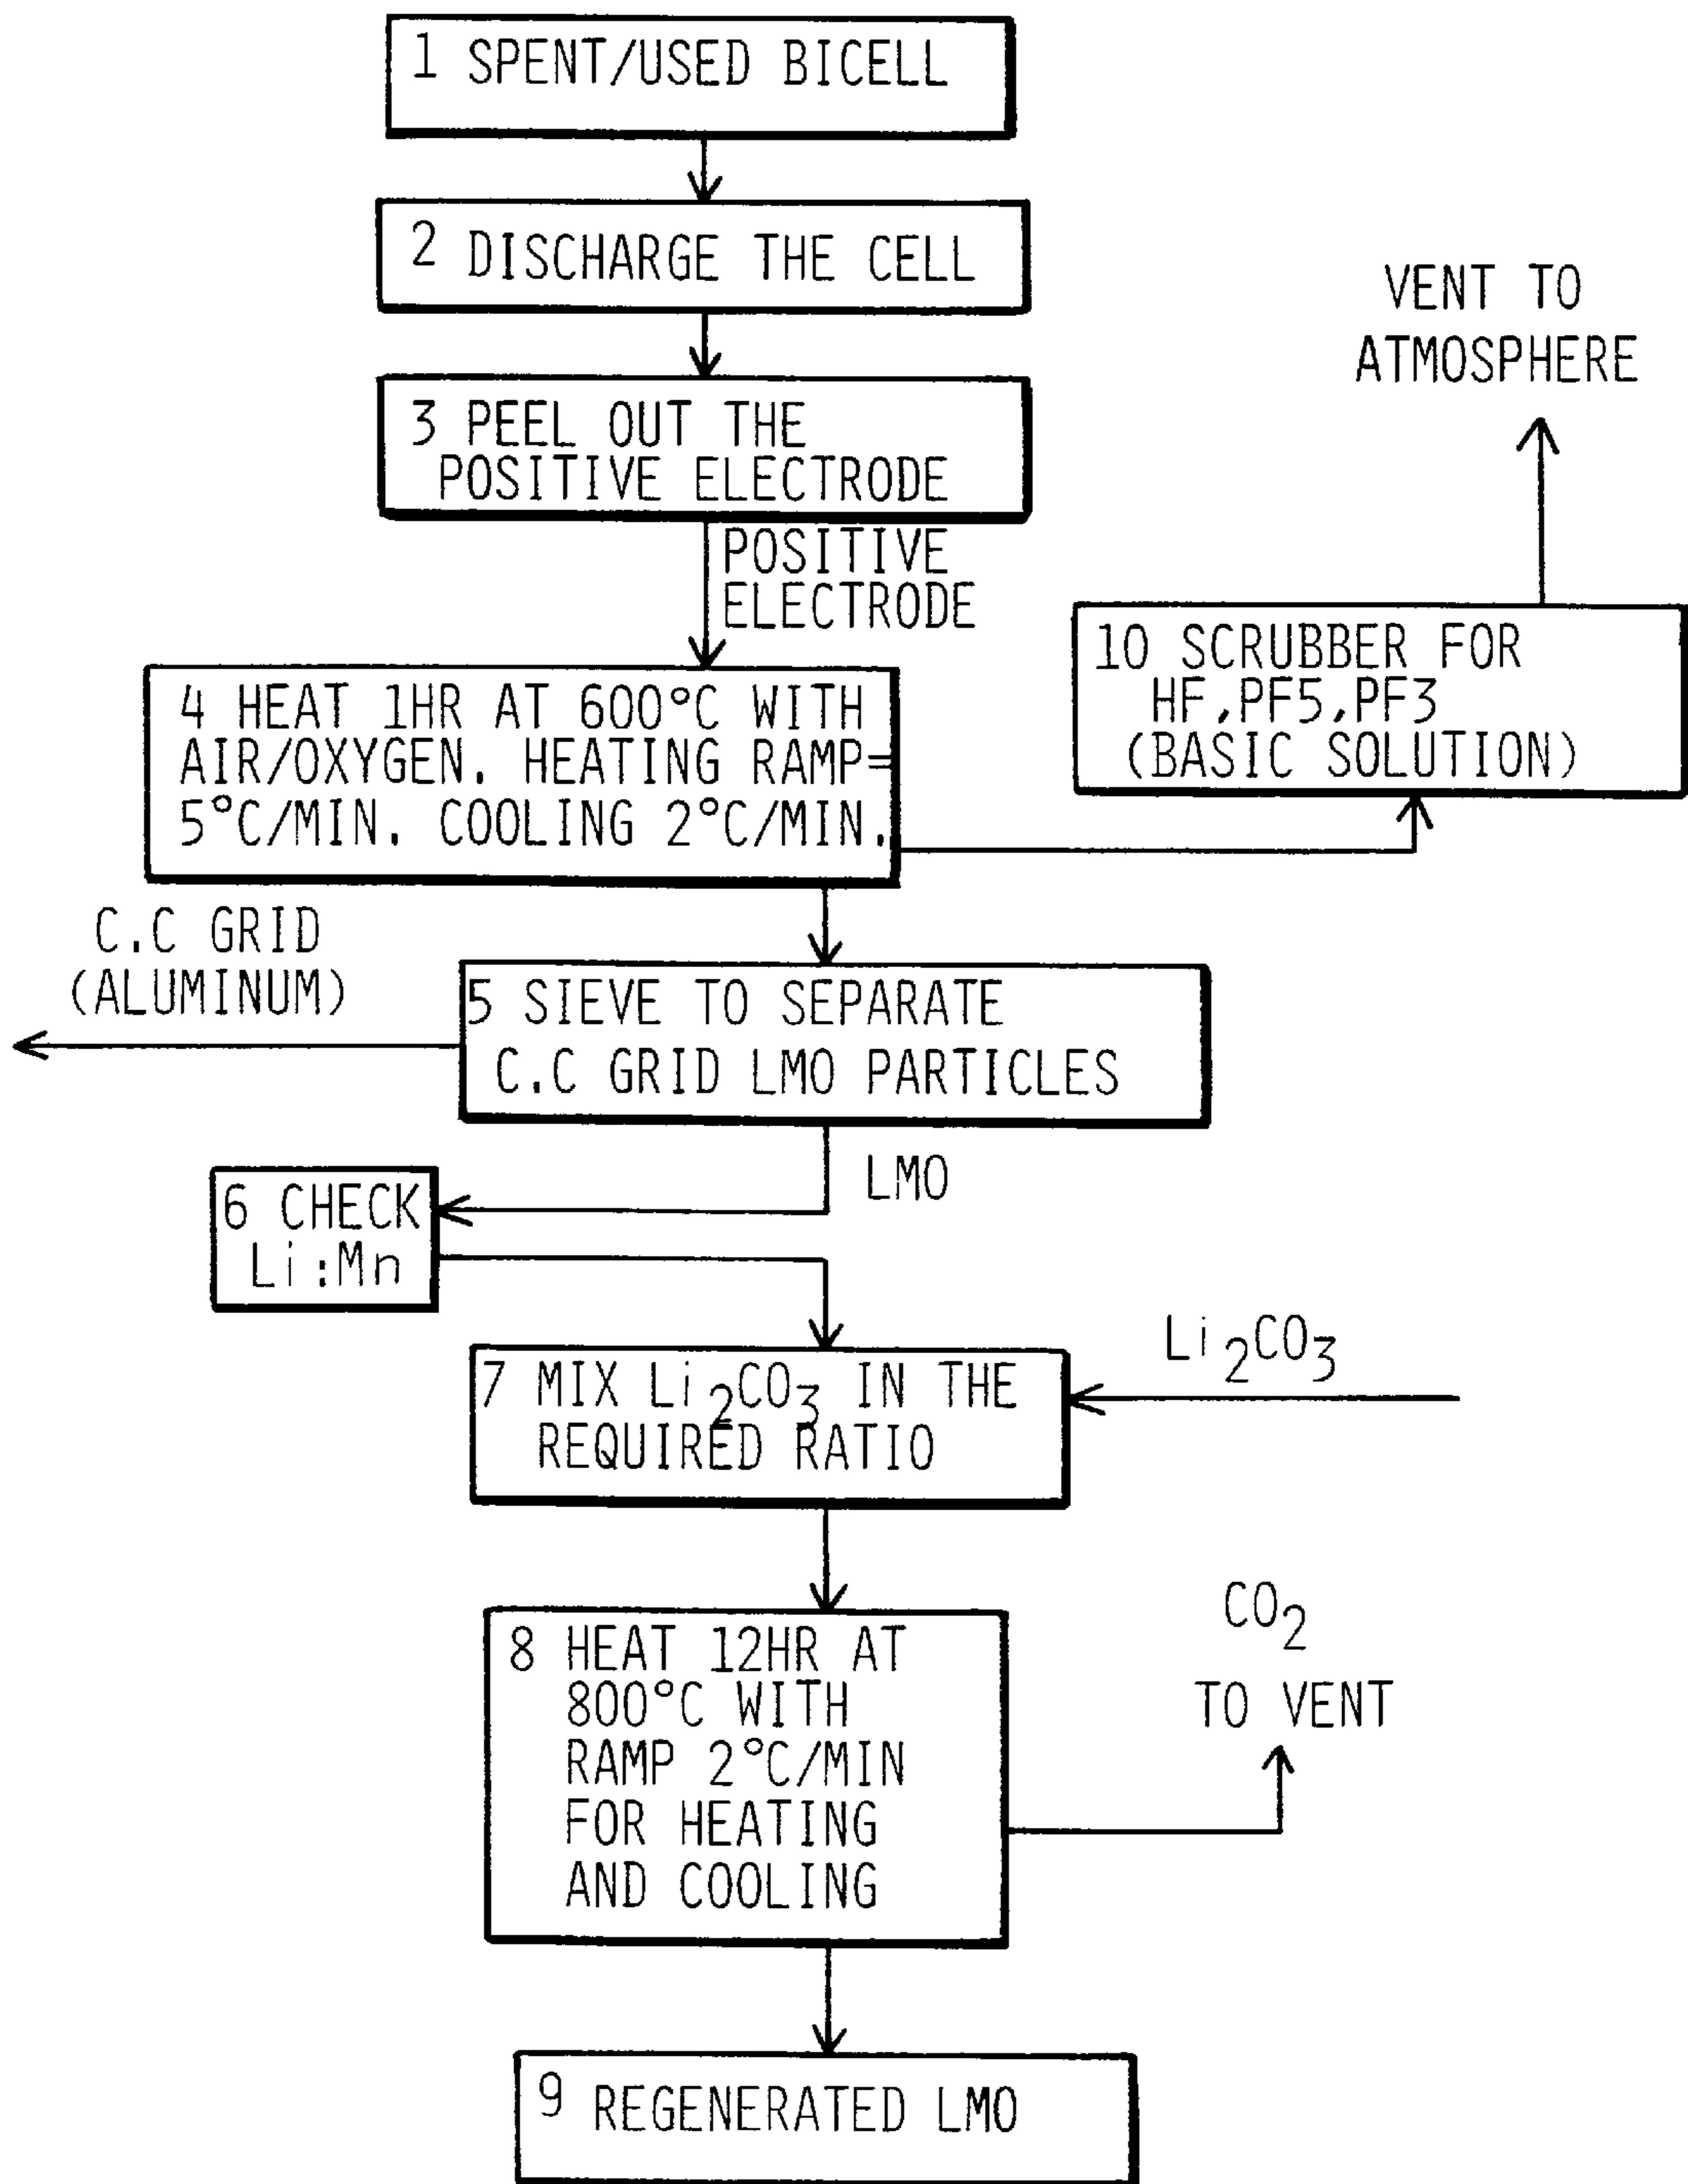 1 SPENT/USED BICELL
2 DISCHARGE THE CELL
VENT TO
ATMOSPHERE
3 PEEL OUT THE
POSITIVE ELECTRODE
POSITIVE
ELECTRODE
10 SCRUBBER FOR
HF,PF5,PF3
(BASIC SOLUTION)
4 HEAT 1HR AT 600°C WITH
AIR/OXYGEN. HEATING RAMP=
5°C/MIN. COOLING 2°C/MIN.
C.C GRID
(ALUMINUM)
5 SIEVE TO SEPARATE
C.C GRID LMO PARTICLES
LMO
6 CHECK
Li:Mn
Li₂CO₃
7 MIX Li₂CO₃ IN THE
REQUIRED RATIO
CO₂
TO VENT
8 HEAT 12HR AT
800°C WITH
RAMP 2°C/MIN
FOR HEATING
AND COOLING
9 REGENERATED LMO